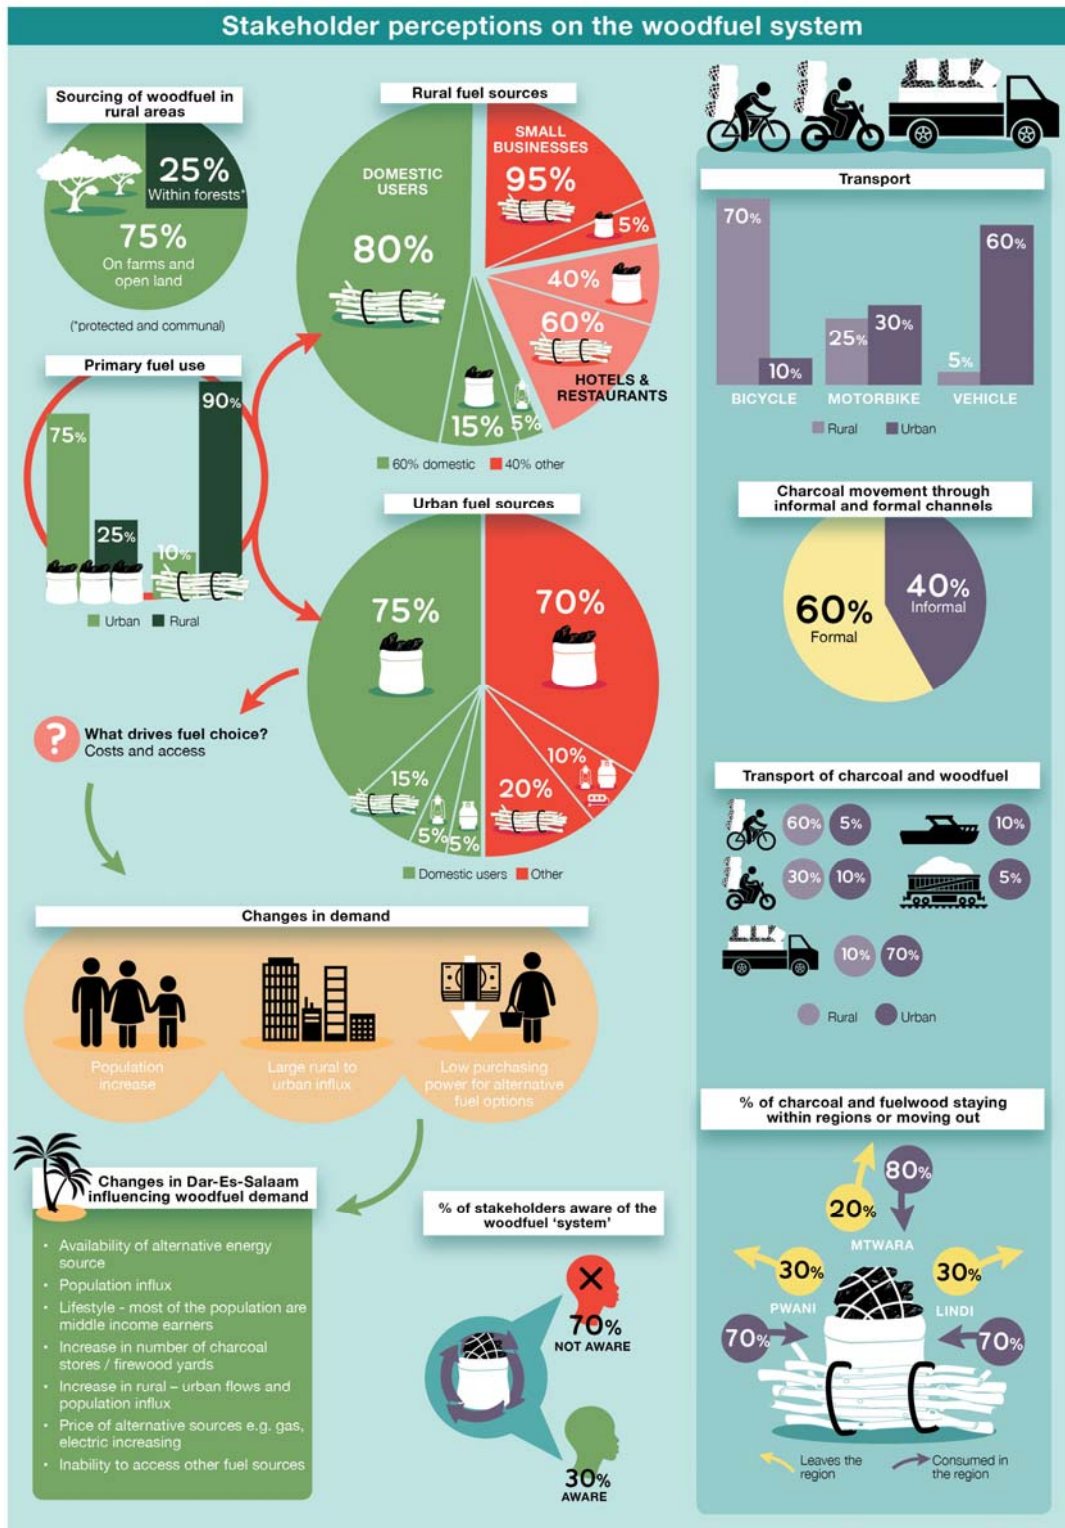 Stakeholder perceptions on the woodfuel system
Sourcing of woodfuel in
rural areas
25%
Within forests*
75%
On farms and
open land
(*protected and communal)
Primary fuel use
75%
25%
10%
90%
Urban
Rural
Rural fuel sources
DOMESTIC
USERS
80%
15%
5%
SMALL
BUSINESSES
95%
5%
40%
60%
HOTELS &
RESTAURANTS
60% domestic
40% other
Urban fuel sources
75%
70%
15%
5%
5%
20%
10%
Domestic users
Other
?
What drives fuel choice?
Costs and access
Changes in demand
Population
increase
Large rural to
urban influx
Low purchasing
power for alternative
fuel options
Changes in Dar-Es-Salaam
influencing woodfuel demand
• Availability of alternative energy
source
• Population influx
• Lifestyle - most of the population are
middle income earners
• Increase in number of charcoal
stores / firewood yards
• Increase in rural – urban flows and
population influx
• Price of alternative sources e.g. gas,
electric increasing
• Inability to access other fuel sources
% of stakeholders aware of the
woodfuel ‘system’
70%
NOT AWARE
30%
AWARE
Transport
70%
10%
25%
30%
5%
60%
BICYCLE
MOTORBIKE
VEHICLE
Rural
Urban
Charcoal movement through
informal and formal channels
60%
Formal
40%
Informal
Transport of charcoal and woodfuel
60%
5%
10%
30%
10%
5%
10%
70%
Rural
Urban
% of charcoal and fuelwood staying
within regions or moving out
80%
20%
MTWARA
30%
PWANI
30%
LINDI
70%
70%
Leaves the
region
Consumed in
the region